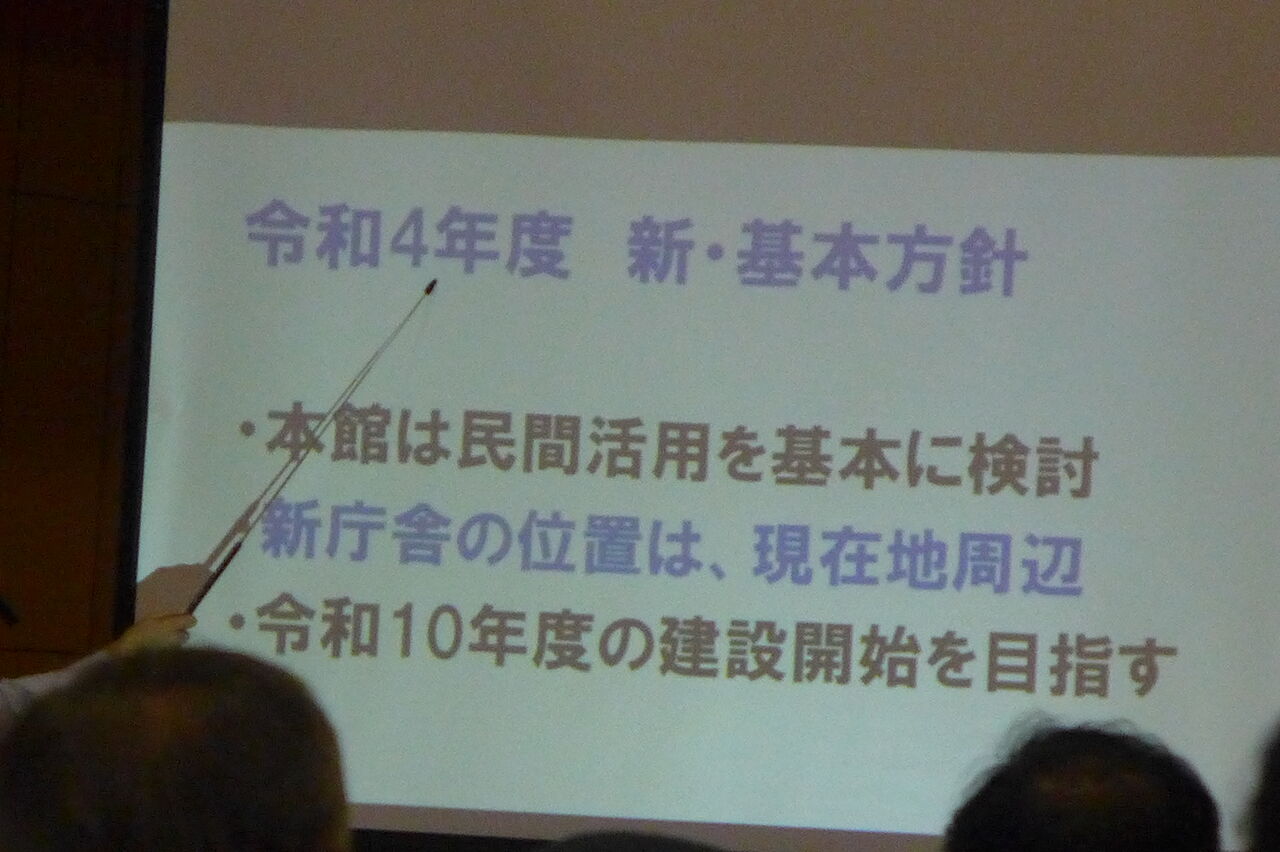 令和4年度　新・基本方針
・本館は民間活用を基本に検討
・新庁舎の位置は、現在地周辺
・令和10年度の建設開始を目指す